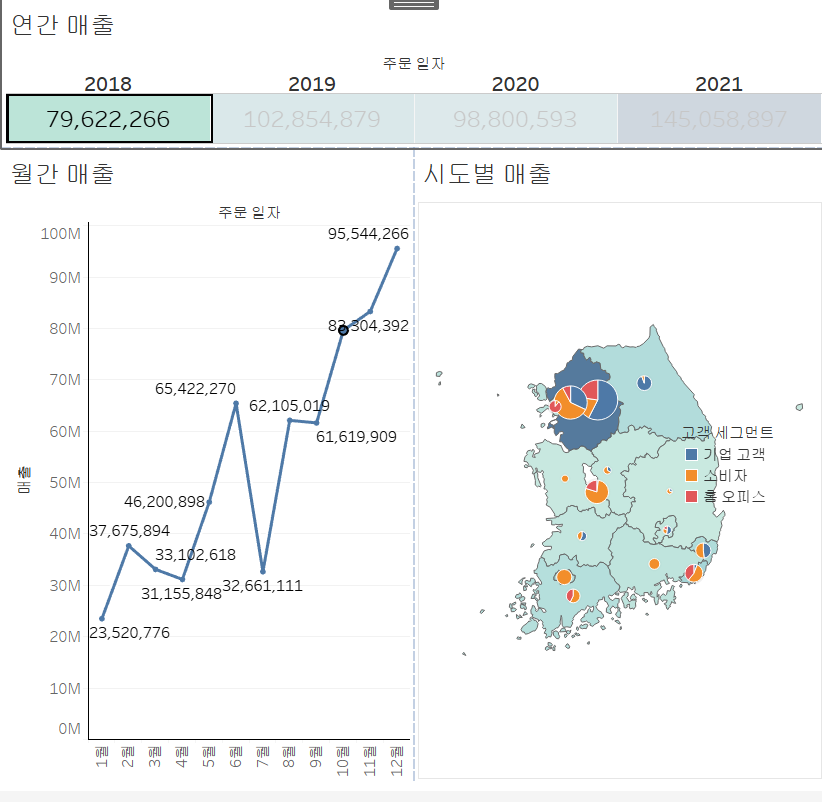 연간 매출
주문 일자
2018 2019 2020 2021
79,622,266 102,854,879 98,800,593 145,058,897
월간 매출
주문 일자
매출
100M
90M
80M
70M
60M
50M
40M
30M
20M
10M
0M
95,544,266
83,304,392
65,422,270
62,105,019
61,619,909
46,200,898
37,675,894
33,102,618
31,155,848
32,661,111
23,520,776
1월 2월 3월 4월 5월 6월 7월 8월 9월 10월 11월 12월
시도별 매출
고객 세그먼트
기업 고객
소비자
홈 오피스